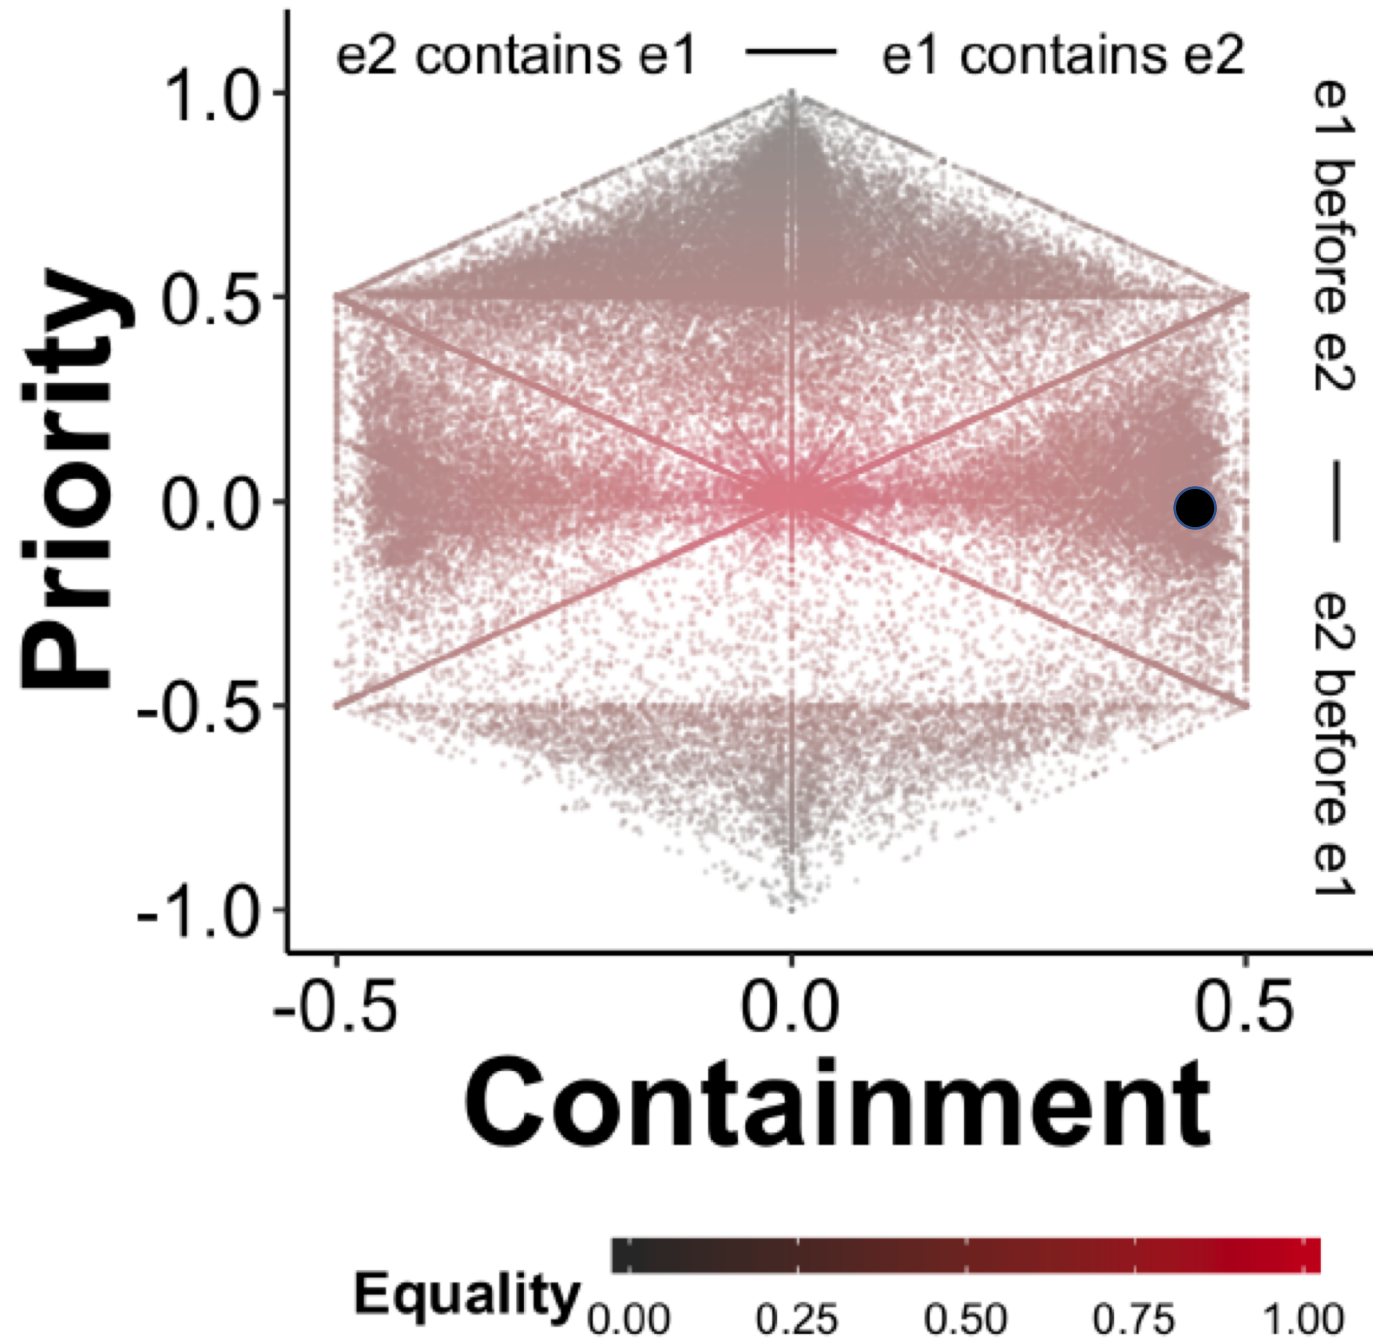 e2 contains e1 — e1 contains e2
1.0
0.5
0.0
-0.5
-1.0
Priority
e1 before e2 — e2 before e1
-0.5 0.0 0.5
Containment
Equality
0.00 0.25 0.50 0.75 1.00